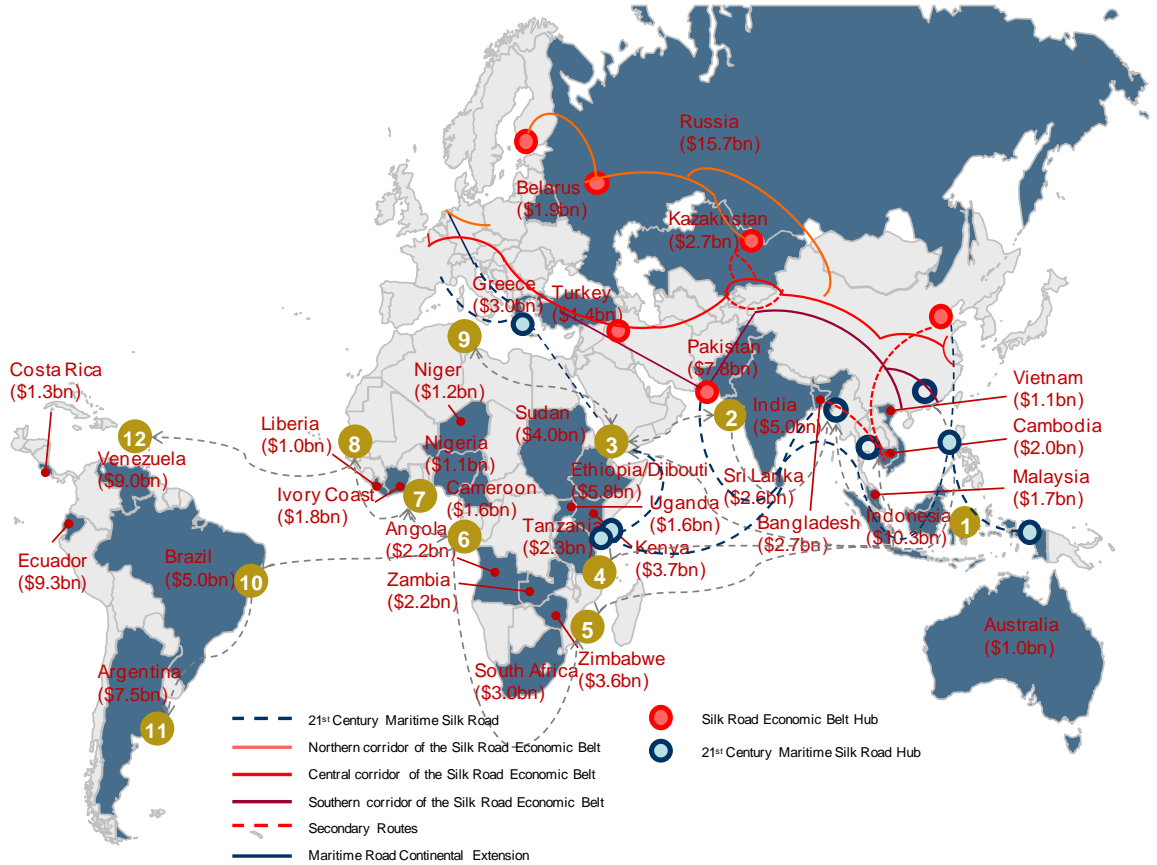 Russia
($15.7bn)
Belarus
($1.9bn)
Kazakhstan
($2.7bn)
Greece
($3.0bn)
Turkey
($1.4bn)
9
Pakistan
($7.8bn)
Costa Rica
($1.3bn)
Niger
($1.2bn)
Vietnam
($1.1bn)
2
India
($5.0bn)
Sudan
($4.0bn)
3
Liberia
($1.0bn)
8
12
Venezuela
($9.0bn)
Nigeria
($1.1bn)
Cambodia
($2.0bn)
Ethiopia/Dibouti
($5.8bn)
Sri Lanka
($2.6bn)
Malaysia
($1.7bn)
Ivory Coast
($1.8bn)
7
Cameroon
($1.6bn)
Uganda
($1.6bn)
Bangladesh
($2.7bn)
Indonesia
($10.3bn)
1
Angola
($2.2bn)
6
Tanzania
($2.3bn)
Kenya
($3.7bn)
Ecuador
($9.3bn)
Brazil
($5.0bn)
10
Zambia
($2.2bn)
4
5
Australia
($1.0bn)
Argentina
($7.5bn)
11
South Africa
($3.0bn)
Zimbabwe
($3.6bn)
21st Century Maritime Silk Road
Northern corridor of the Silk Road Economic Belt
Central corridor of the Silk Road Economic Belt
Southern corridor of the Silk Road Economic Belt
Secondary Routes
Maritime Road Continental Extension
Silk Road Economic Belt Hub
21st Century Maritime Silk Road Hub